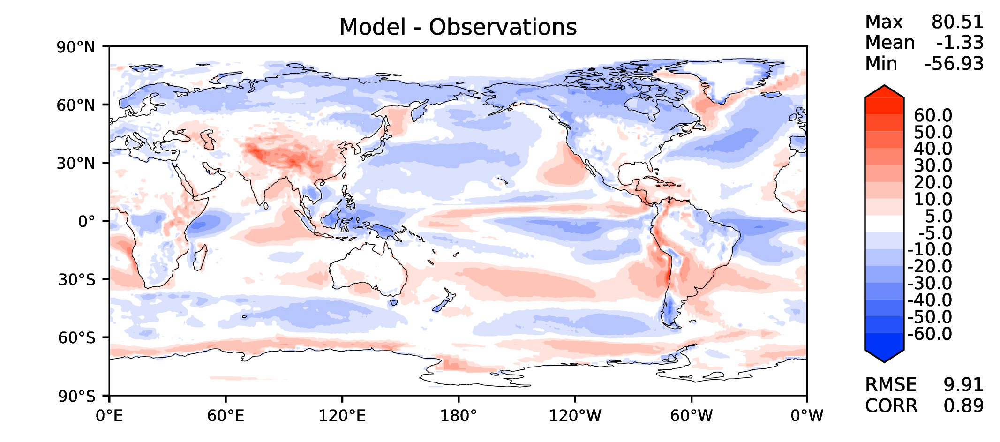 Model - Observations
Max 80.51
Mean -1.33
Min -56.93
90°N
60°N
30°N
0°
30°S
60°S
90°S
0°E
60°E
120°E
180°
120°W
60°W
0°W
60.0
50.0
40.0
30.0
20.0
10.0
5.0
-5.0
-10.0
-20.0
-30.0
-40.0
-50.0
-60.0
RMSE 9.91
CORR 0.89